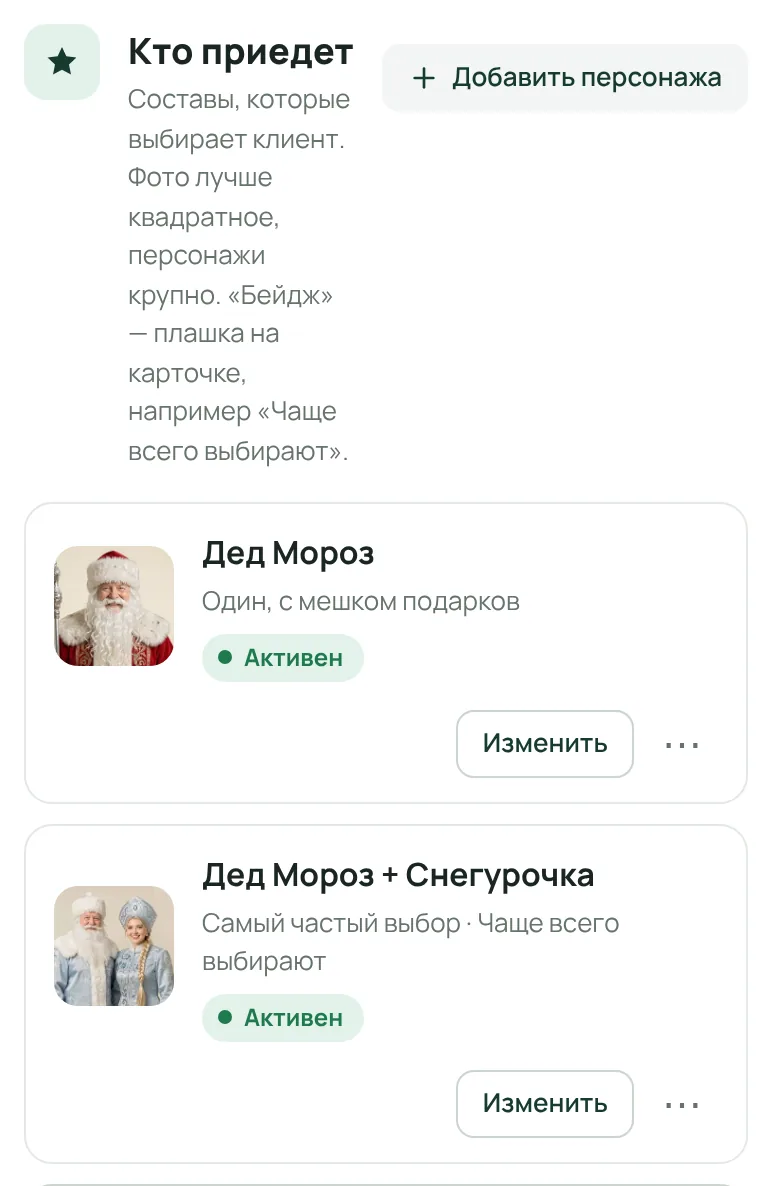 Кто приедет
Добавить персонажа
Составы, которые
выбирает клиент.
Фото лучше
квадратное,
персонажи
крупно. «Бейдж»
— плашка на
карточке,
например «Чаще
всего выбирают».
Дед Мороз
Один, с мешком подарков
Активен
Изменить
Дед Мороз + Снегурочка
Самый частый выбор · Чаще всего
выбирают
Активен
Изменить